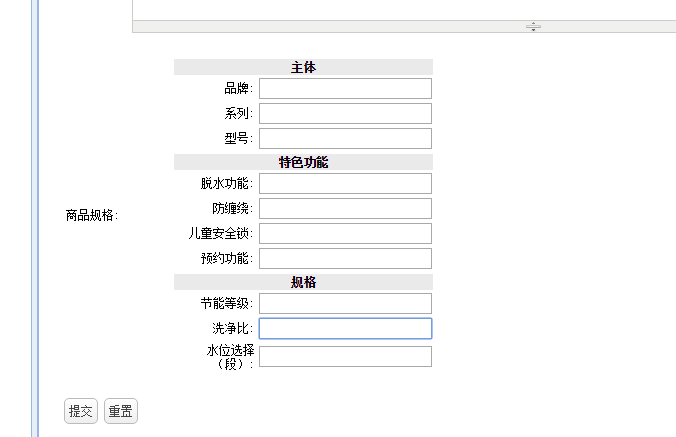 主体
品牌:
系列:
型号:
特色功能
脱水功能:
防缠绕:
商品规格:
儿童安全锁:
预约功能:
规格
节能等级:
洗净比:
水位选择
（段）:
提交 重置